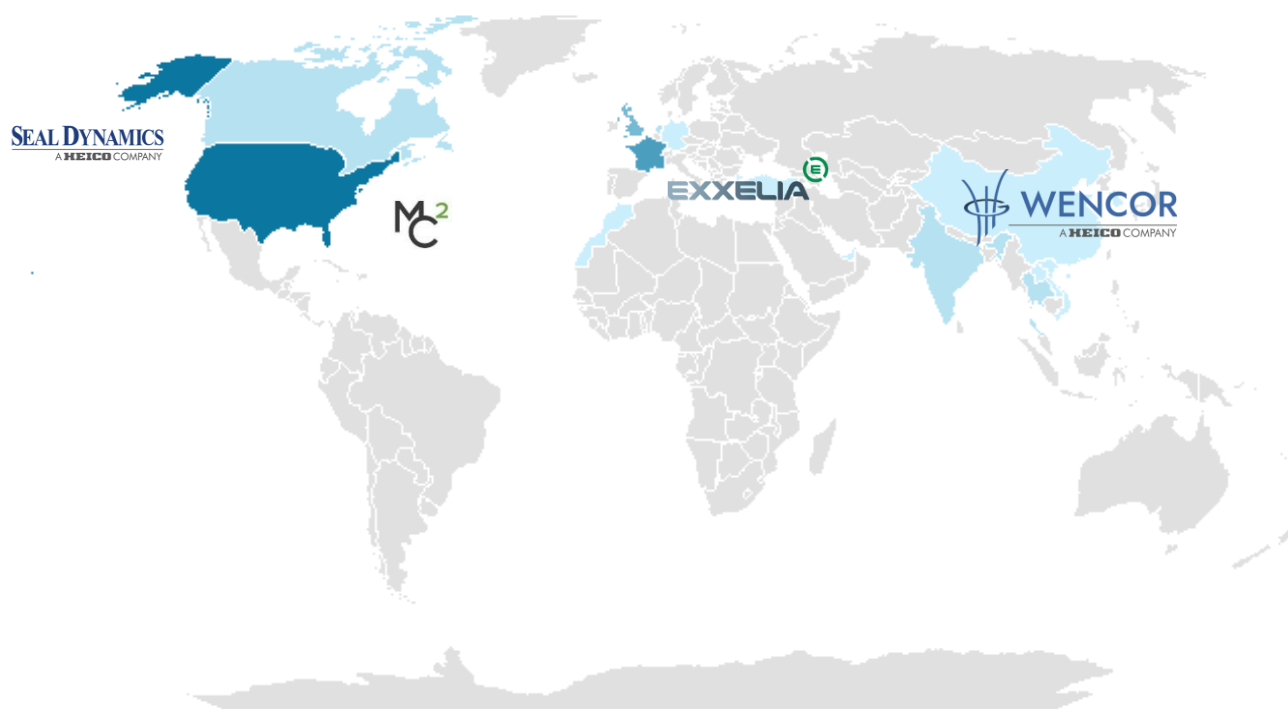 SEAL DYNAMICS
A HEICO COMPANY
MC²
EXXELIA
E
WENCOR
A HEICO COMPANY